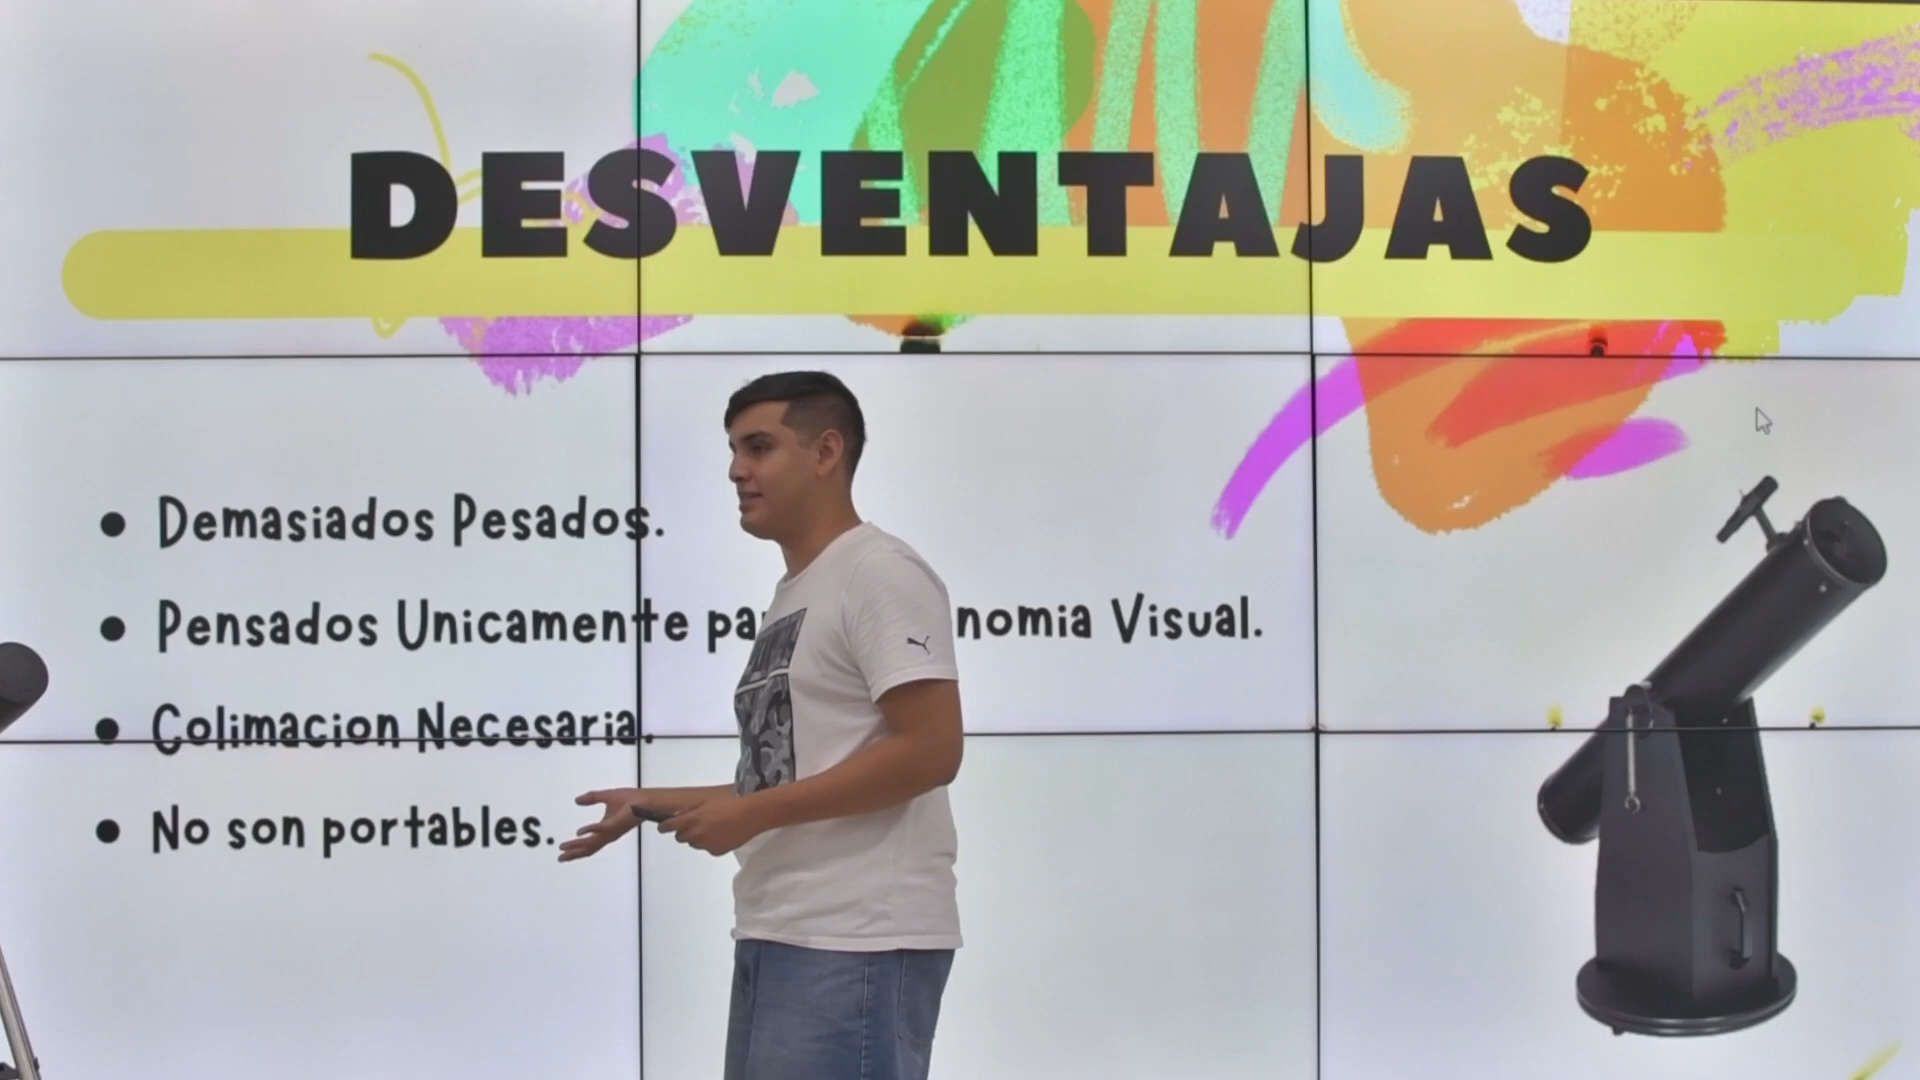 DESVENTAJAS
Demasiados Pesados.
Pensados Unicamente pa nomia Visual.
Colimacion Necesaria.
No son portables.